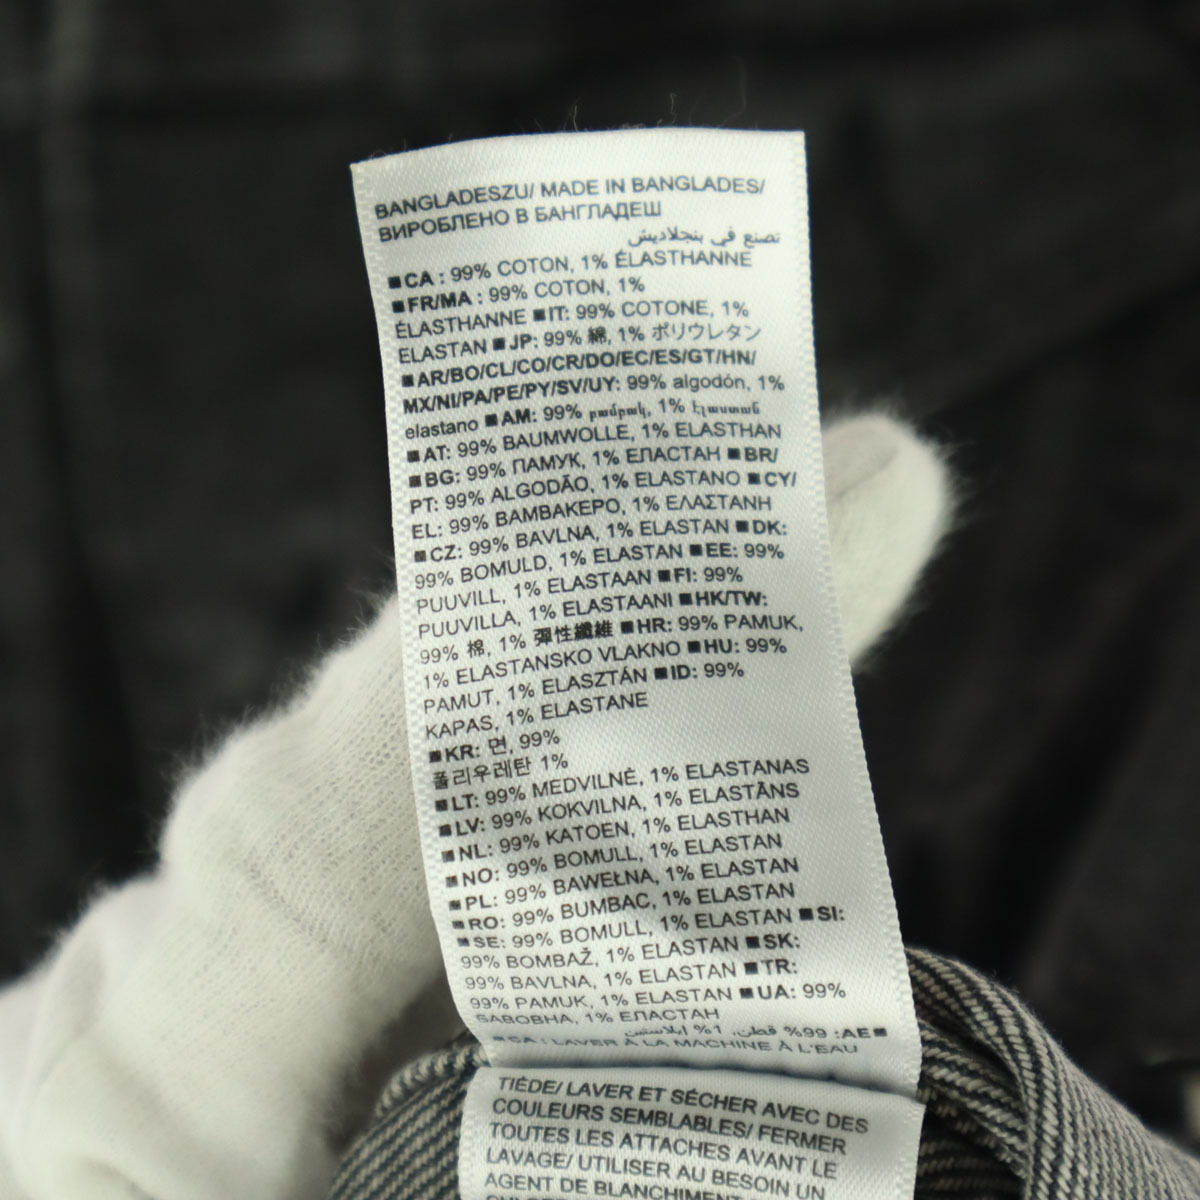 BANGLADESZU/ MADE IN BANGLADES/
ВИРОБЛЕНО В БАНГЛАДЕШ
تصنع في بنجلاديش
■CA : 99% COTON, 1% ÉLASTHANNE
■FR/MA : 99% COTON, 1%
ÉLASTHANNE ■IT: 99% COTONE, 1%
ELASTAN ■JP: 99% 綿, 1% ポリウレタン
■AR/BO/CL/CO/CR/DO/EC/ES/GT/HN/
MX/NI/PA/PE/PY/SV/UY: 99% algodón, 1%
elastano ■AM: 99% բամբակ, 1% էլաստան
■AT: 99% BAUMWOLLE, 1% ELASTHAN
■BG: 99% ПАМУК, 1% ЕЛАСТАН ■BR/
PT: 99% ALGODÃO, 1% ELASTANO ■CY/
EL: 99% ΒΑΜΒΑΚΕΡΟ, 1% ΕΛΑΣΤΑΝΗ
■CZ: 99% BAVLNA, 1% ELASTAN ■DK:
99% BOMULD, 1% ELASTAN ■EE: 99%
PUUVILL, 1% ELASTAAN ■FI: 99%
PUUVILLA, 1% ELASTAANI ■HK/TW:
99% 棉, 1% 彈性纖維 ■HR: 99% PAMUK,
1% ELASTANSKO VLAKNO ■HU: 99%
PAMUT, 1% ELASZTÁN ■ID: 99%
KAPAS, 1% ELASTANE
■KR: 면, 99%
폴리우레탄 1%
■LT: 99% MEDVILNĖ, 1% ELASTANAS
■LV: 99% KOKVILNA, 1% ELASTĀNS
■NL: 99% KATOEN, 1% ELASTHAN
■NO: 99% BOMULL, 1% ELASTAN
■PL: 99% BAWEŁNA, 1% ELASTAN
■RO: 99% BUMBAC, 1% ELASTAN
■SE: 99% BOMULL, 1% ELASTAN ■SI:
99% BOMBAŽ, 1% ELASTAN ■SK:
99% BAVLNA, 1% ELASTAN ■TR:
99% PAMUK, 1% ELASTAN ■UA: 99%
БАВОВНА, 1% ЕЛАСТАН
■AE: 99% قطن، 1% ايلاستين
■CA : LAVER À LA MACHINE À L'EAU
TIÈDE/ LAVER ET SÉCHER AVEC DES
COULEURS SEMBLABLES/ FERMER
TOUTES LES ATTACHES AVANT LE
LAVAGE/ UTILISER AU BESOIN UN
AGENT DE BLANCHIMENT